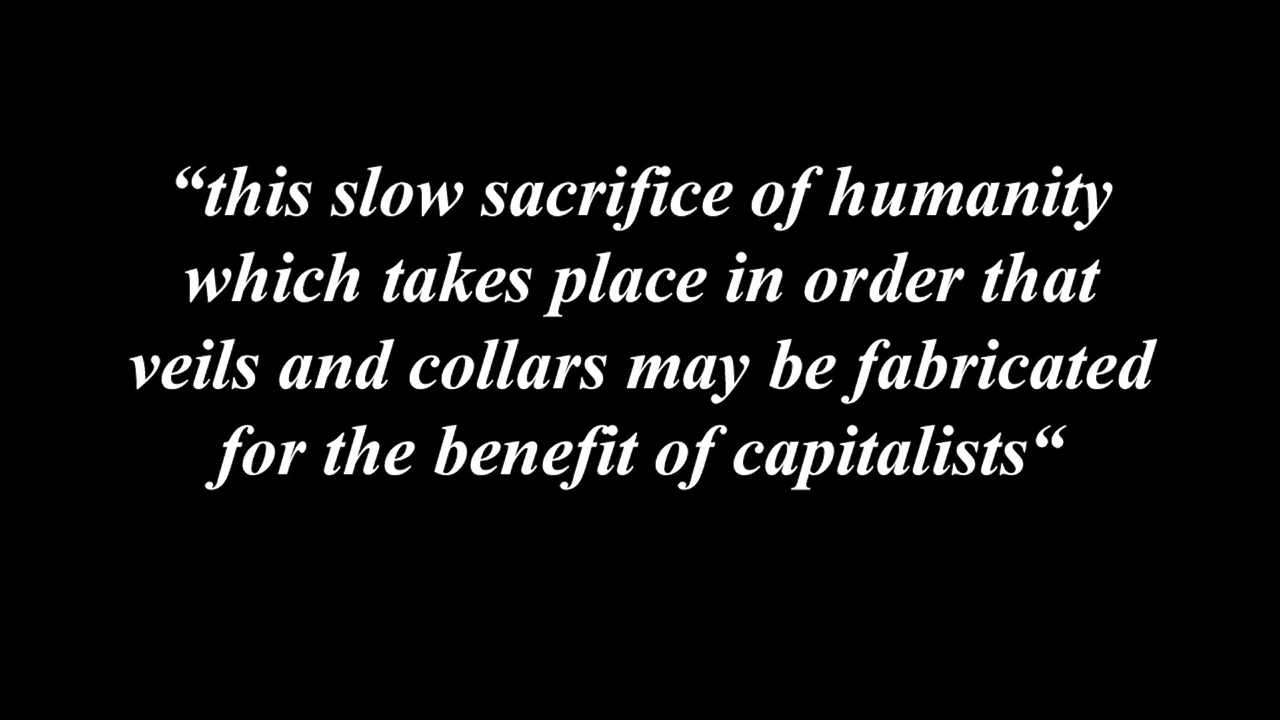 “this slow sacrifice of humanity
which takes place in order that
veils and collars may be fabricated
for the benefit of capitalists“